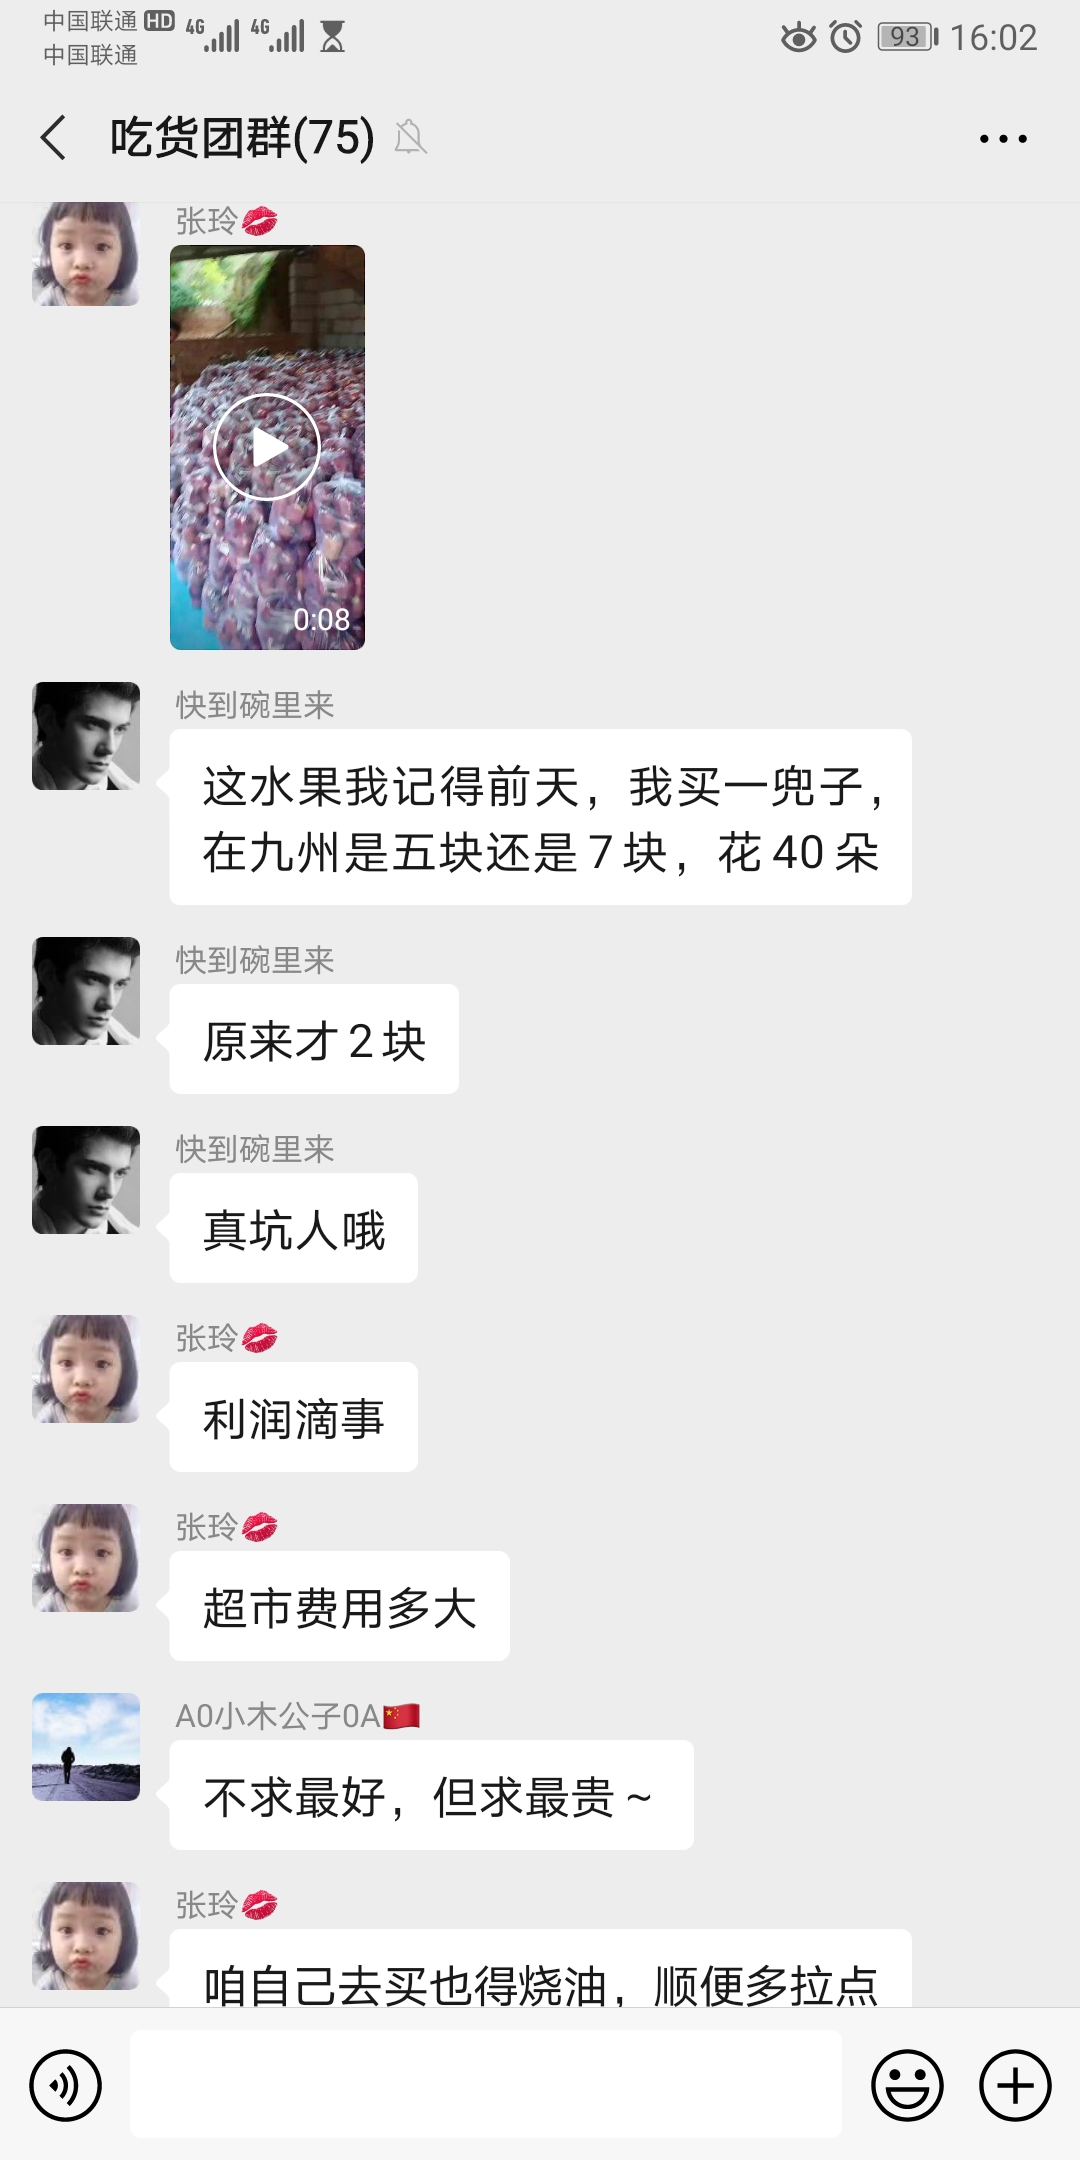 中国联通 HD 4G 4G 93 16:02
中国联通
吃货团群(75)
张玲💋
0:08
快到碗里来
这水果我记得前天，我买一兜子，
在九州是五块还是7块，花40朵
快到碗里来
原来才2块
快到碗里来
真坑人哦
张玲💋
利润滴事
张玲💋
超市费用多大
A0小木公子0A🇨🇳
不求最好，但求最贵~
张玲💋
咱自己去买也得烧油，顺便多拉点